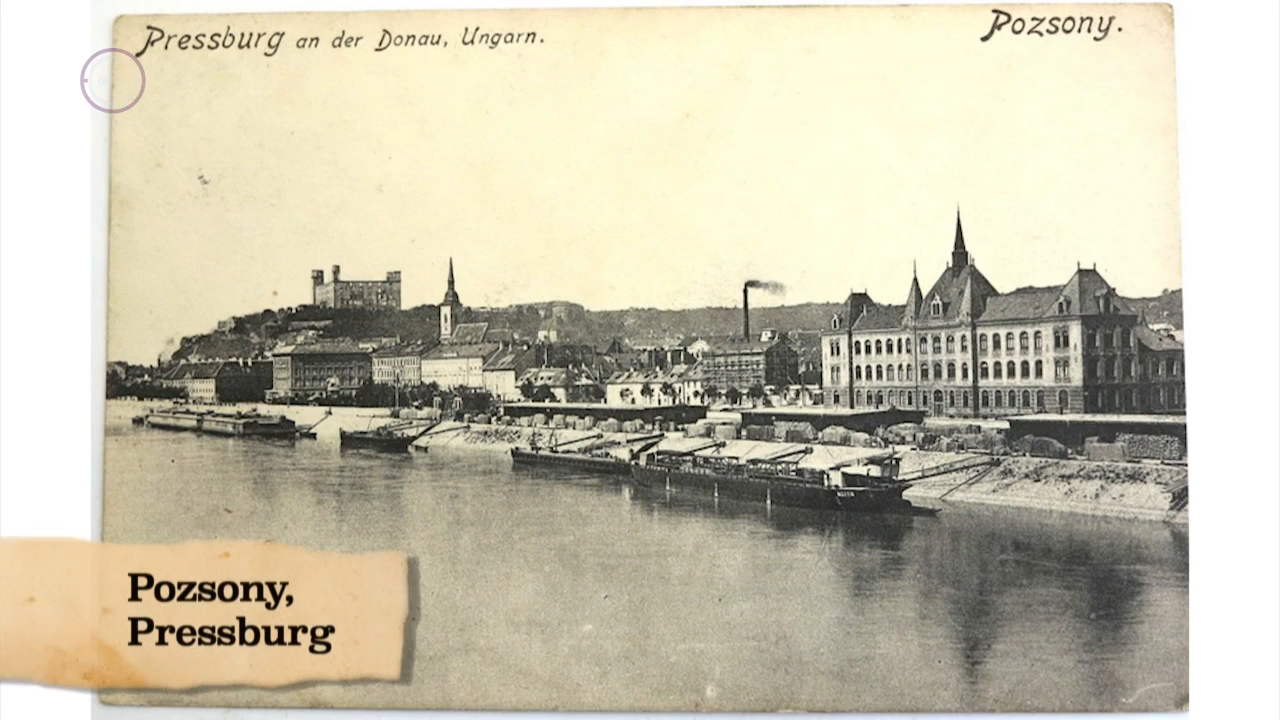 Pressburg an der Donau, Ungarn.
Pozsony.
Pozsony,
Pressburg